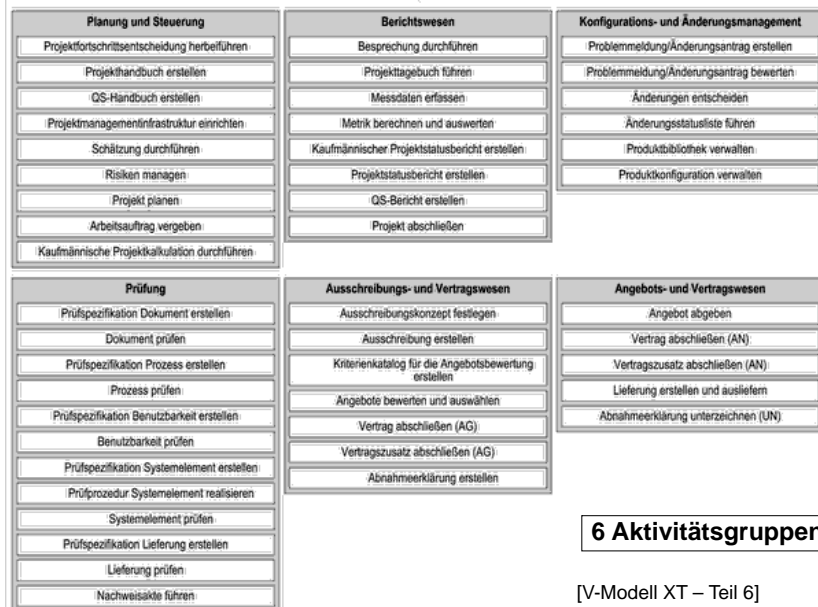 Planung und Steuerung
Projektfortschrittsentscheidung herbeiführen
Projekthandbuch erstellen
QS-Handbuch erstellen
Projektmanagementinfrastruktur einrichten
Schätzung durchführen
Risiken managen
Projekt planen
Arbeitsauftrag vergeben
Kaufmännische Projektkalkulation durchführen
Berichtswesen
Besprechung durchführen
Projekttagebuch führen
Messdaten erfassen
Metrik berechnen und auswerten
Kaufmännischer Projektstatusbericht erstellen
Projektstatusbericht erstellen
QS-Bericht erstellen
Projekt abschließen
Konfigurations- und Änderungsmanagement
Problemmeldung/Änderungsantrag erstellen
Problemmeldung/Änderungsantrag bewerten
Änderungen entscheiden
Änderungsstatusliste führen
Produktbibliothek verwalten
Produktkonfiguration verwalten
Prüfung
Prüfspezifikation Dokument erstellen
Dokument prüfen
Prüfspezifikation Prozess erstellen
Prozess prüfen
Prüfspezifikation Benutzbarkeit erstellen
Benutzbarkeit prüfen
Prüfspezifikation Systemelement erstellen
Prüfprozedur Systemelement realisieren
Systemelement prüfen
Prüfspezifikation Lieferung erstellen
Lieferung prüfen
Nachweisakte führen
Ausschreibungs- und Vertragswesen
Ausschreibungskonzept festlegen
Ausschreibung erstellen
Kriterienkatalog für die Angebotsbewertung
erstellen
Angebote bewerten und auswählen
Vertrag abschließen (AG)
Vertragszusatz abschließen (AG)
Abnahmeerklärung erstellen
Angebots- und Vertragswesen
Angebot abgeben
Vertrag abschließen (AN)
Vertragszusatz abschließen (AN)
Lieferung erstellen und ausliefern
Abnahmeerklärung unterzeichnen (UN)
6 Aktivitätsgruppen
[V-Modell XT – Teil 6]